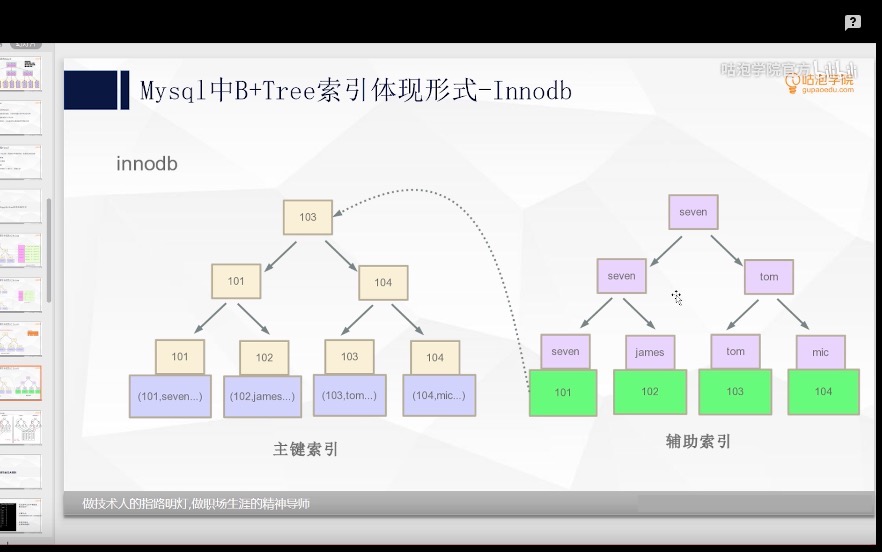 咕泡学院官方
咕泡学院
gupaoedu.com
Mysql中B+Tree索引体现形式-Innodb
innodb
103
101
104
101
102
103
104
(101,seven...)
(102,james...)
(103,tom...)
(104,mic...)
主键索引
seven
seven
tom
seven
james
tom
mic
101
102
103
104
辅助索引
做技术人的指路明灯,做职场生涯的精神导师